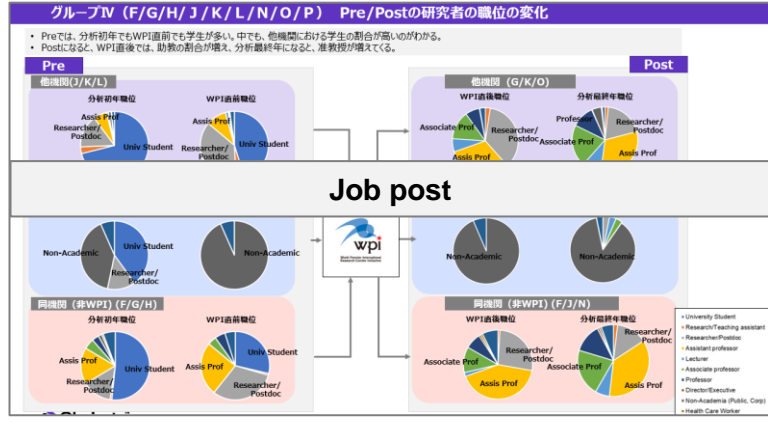 グループⅣ（F/G/H/ J / K / L / N / O / P） Pre/Postの研究者の職位の変化
• Preでは、分析初年でもWPI直前でも学生が多い。中でも、他機関における学生の割合が高いのがわかる。
• Postになると、WPI直後では、助教の割合が増え、分析最終年になると、准教授が増えてくる。
Pre
Post
他機関(J/K/L)
分析初年職位
WPI直前職位
Assis Prof
Researcher/
Postdoc
Univ Student
Assis Prof
Researcher/
Postdoc
Univ Student
他機関 (G/K/O)
WPI直後職位
分析最終年職位
Associate Prof
Researcher/
Postdoc
Assis Prof
Professor
Associate Prof
Researcher/
Postdoc
Assis Prof
Job post
Non-Academic
Univ Student
Researcher/
Postdoc
Non-Academic
WPI
World Premier International
Research Center Initiative
Non-Academic
Non-Academic
同機関（非WPI）(F/G/H)
分析初年職位
WPI直前職位
Assis Prof
Researcher/
Postdoc
Univ Student
Assis Prof
Univ Student
Researcher/
Postdoc
同機関（非WPI）(F/J/N)
WPI直後職位
分析最終年職位
Associate Prof
Researcher/
Postdoc
Assis Prof
Researcher/
Postdoc
Associate Prof
Assis Prof
University Student
Research/Teaching assistant
Researcher/Postdoc
Assistant professor
Lecturer
Associate professor
Professor
Director/Executive
Non-Academia (Public, Corp)
Health Care Worker